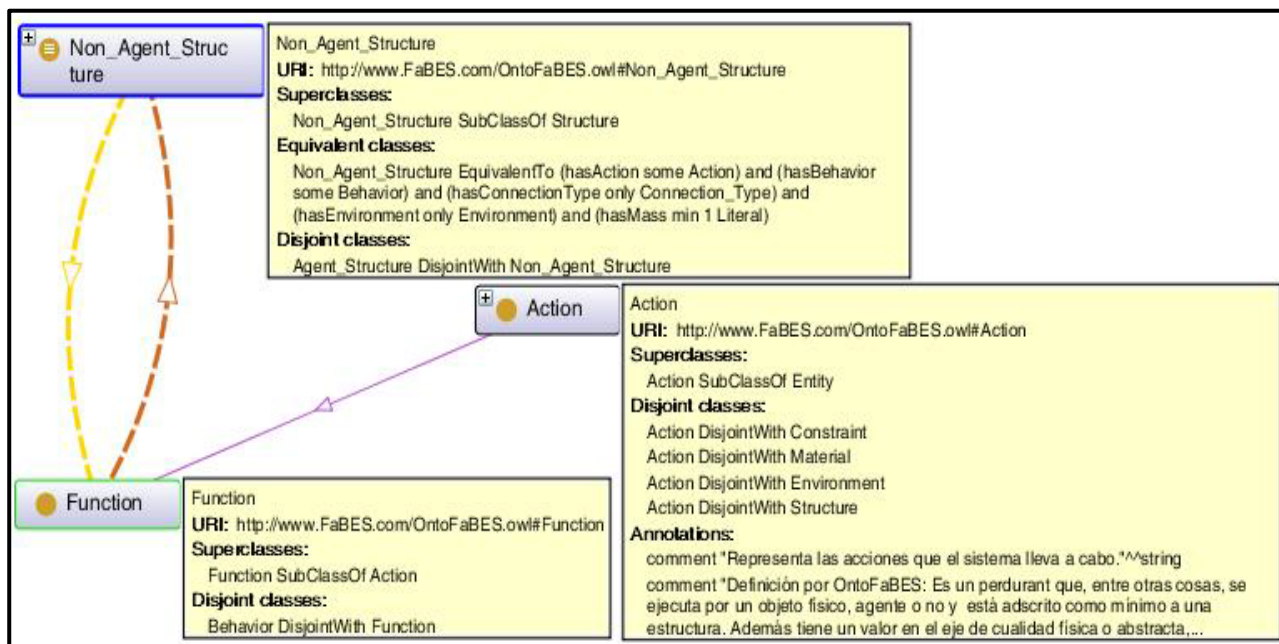 Non_Agent_Struc
ture
Non_Agent_Structure
URI: http://www.FaBES.com/OntoFaBES.owl#Non_Agent_Structure
Superclasses:
Non_Agent_Structure SubClassOf Structure
Equivalent classes:
Non_Agent_Structure EquivalentTo (hasAction some Action) and (hasBehavior
some Behavior) and (hasConnectionType only Connection_Type) and
(hasEnvironment only Environment) and (hasMass min 1 Literal)
Disjoint classes:
Agent_Structure DisjointWith Non_Agent_Structure
Action
Action
URI: http://www.FaBES.com/OntoFaBES.owl#Action
Superclasses:
Action SubClassOf Entity
Disjoint classes:
Action DisjointWith Constraint
Action DisjointWith Material
Action DisjointWith Environment
Action DisjointWith Structure
Annotations:
comment "Representa las acciones que el sistema lleva a cabo."^^string
comment "Definición por OntoFaBES: Es un perdurant que, entre otras cosas, se
ejecuta por un objeto físico, agente o no y está adscrito como mínimo a una
estructura. Además tiene un valor en el eje de cualidad física o abstracta,...
Function
Function
URI: http://www.FaBES.com/OntoFaBES.owl#Function
Superclasses:
Function SubClassOf Action
Disjoint classes:
Behavior DisjointWith Function